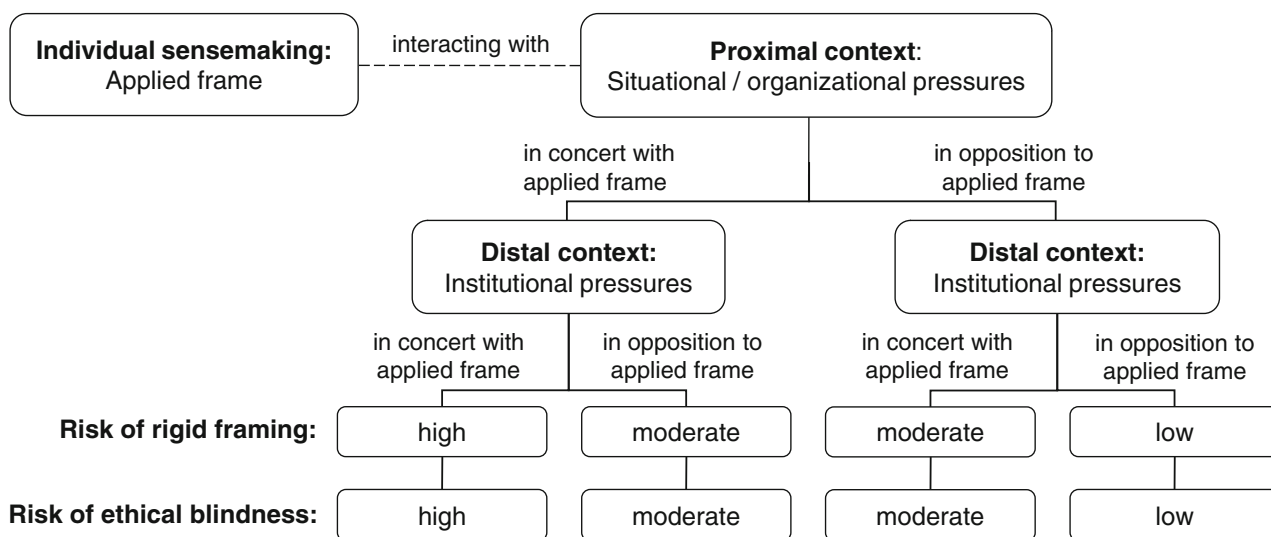 Individual sensemaking:
Applied frame
interacting with
Proximal context:
Situational / organizational pressures
in concert with
applied frame
in opposition to
applied frame
Distal context:
Institutional pressures
Distal context:
Institutional pressures
in concert with
applied frame
in opposition to
applied frame
in concert with
applied frame
in opposition to
applied frame
Risk of rigid framing: high moderate moderate low
Risk of ethical blindness: high moderate moderate low